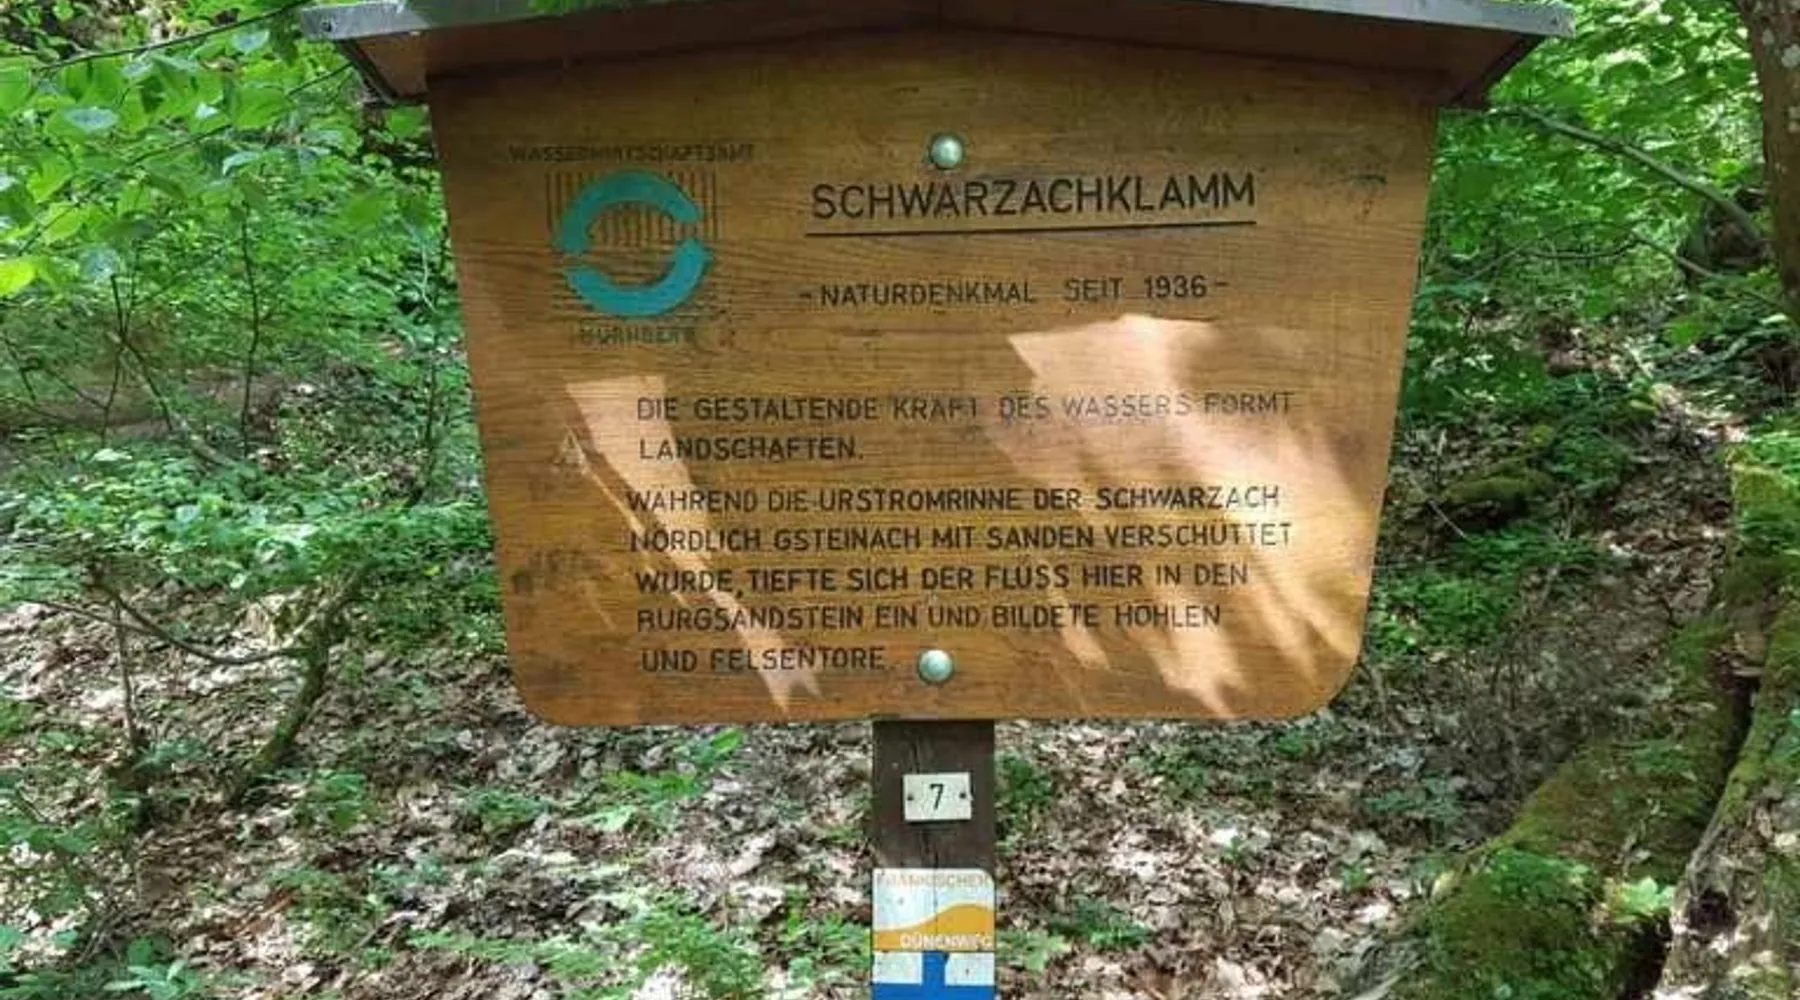 WASSERWIRTSCHAFTSAMT
NÜRNBERG
SCHWARZACHKLAMM
-NATURDENKMAL SEIT 1936-
DIE GESTALTENDE KRAFT DES WASSERS FORMT
LANDSCHAFTEN.
WÄHREND DIE URSTROMRINNE DER SCHWARZACH
NÖRDLICH GSTEINACH MIT SANDEN VERSCHÜTTET
WURDE, TIEFTE SICH DER FLUSS HIER IN DEN
BURGSANDSTEIN EIN UND BILDETE HÖHLEN
UND FELSENTORE.
7
FRÄNKISCHER
DÜNENWEG